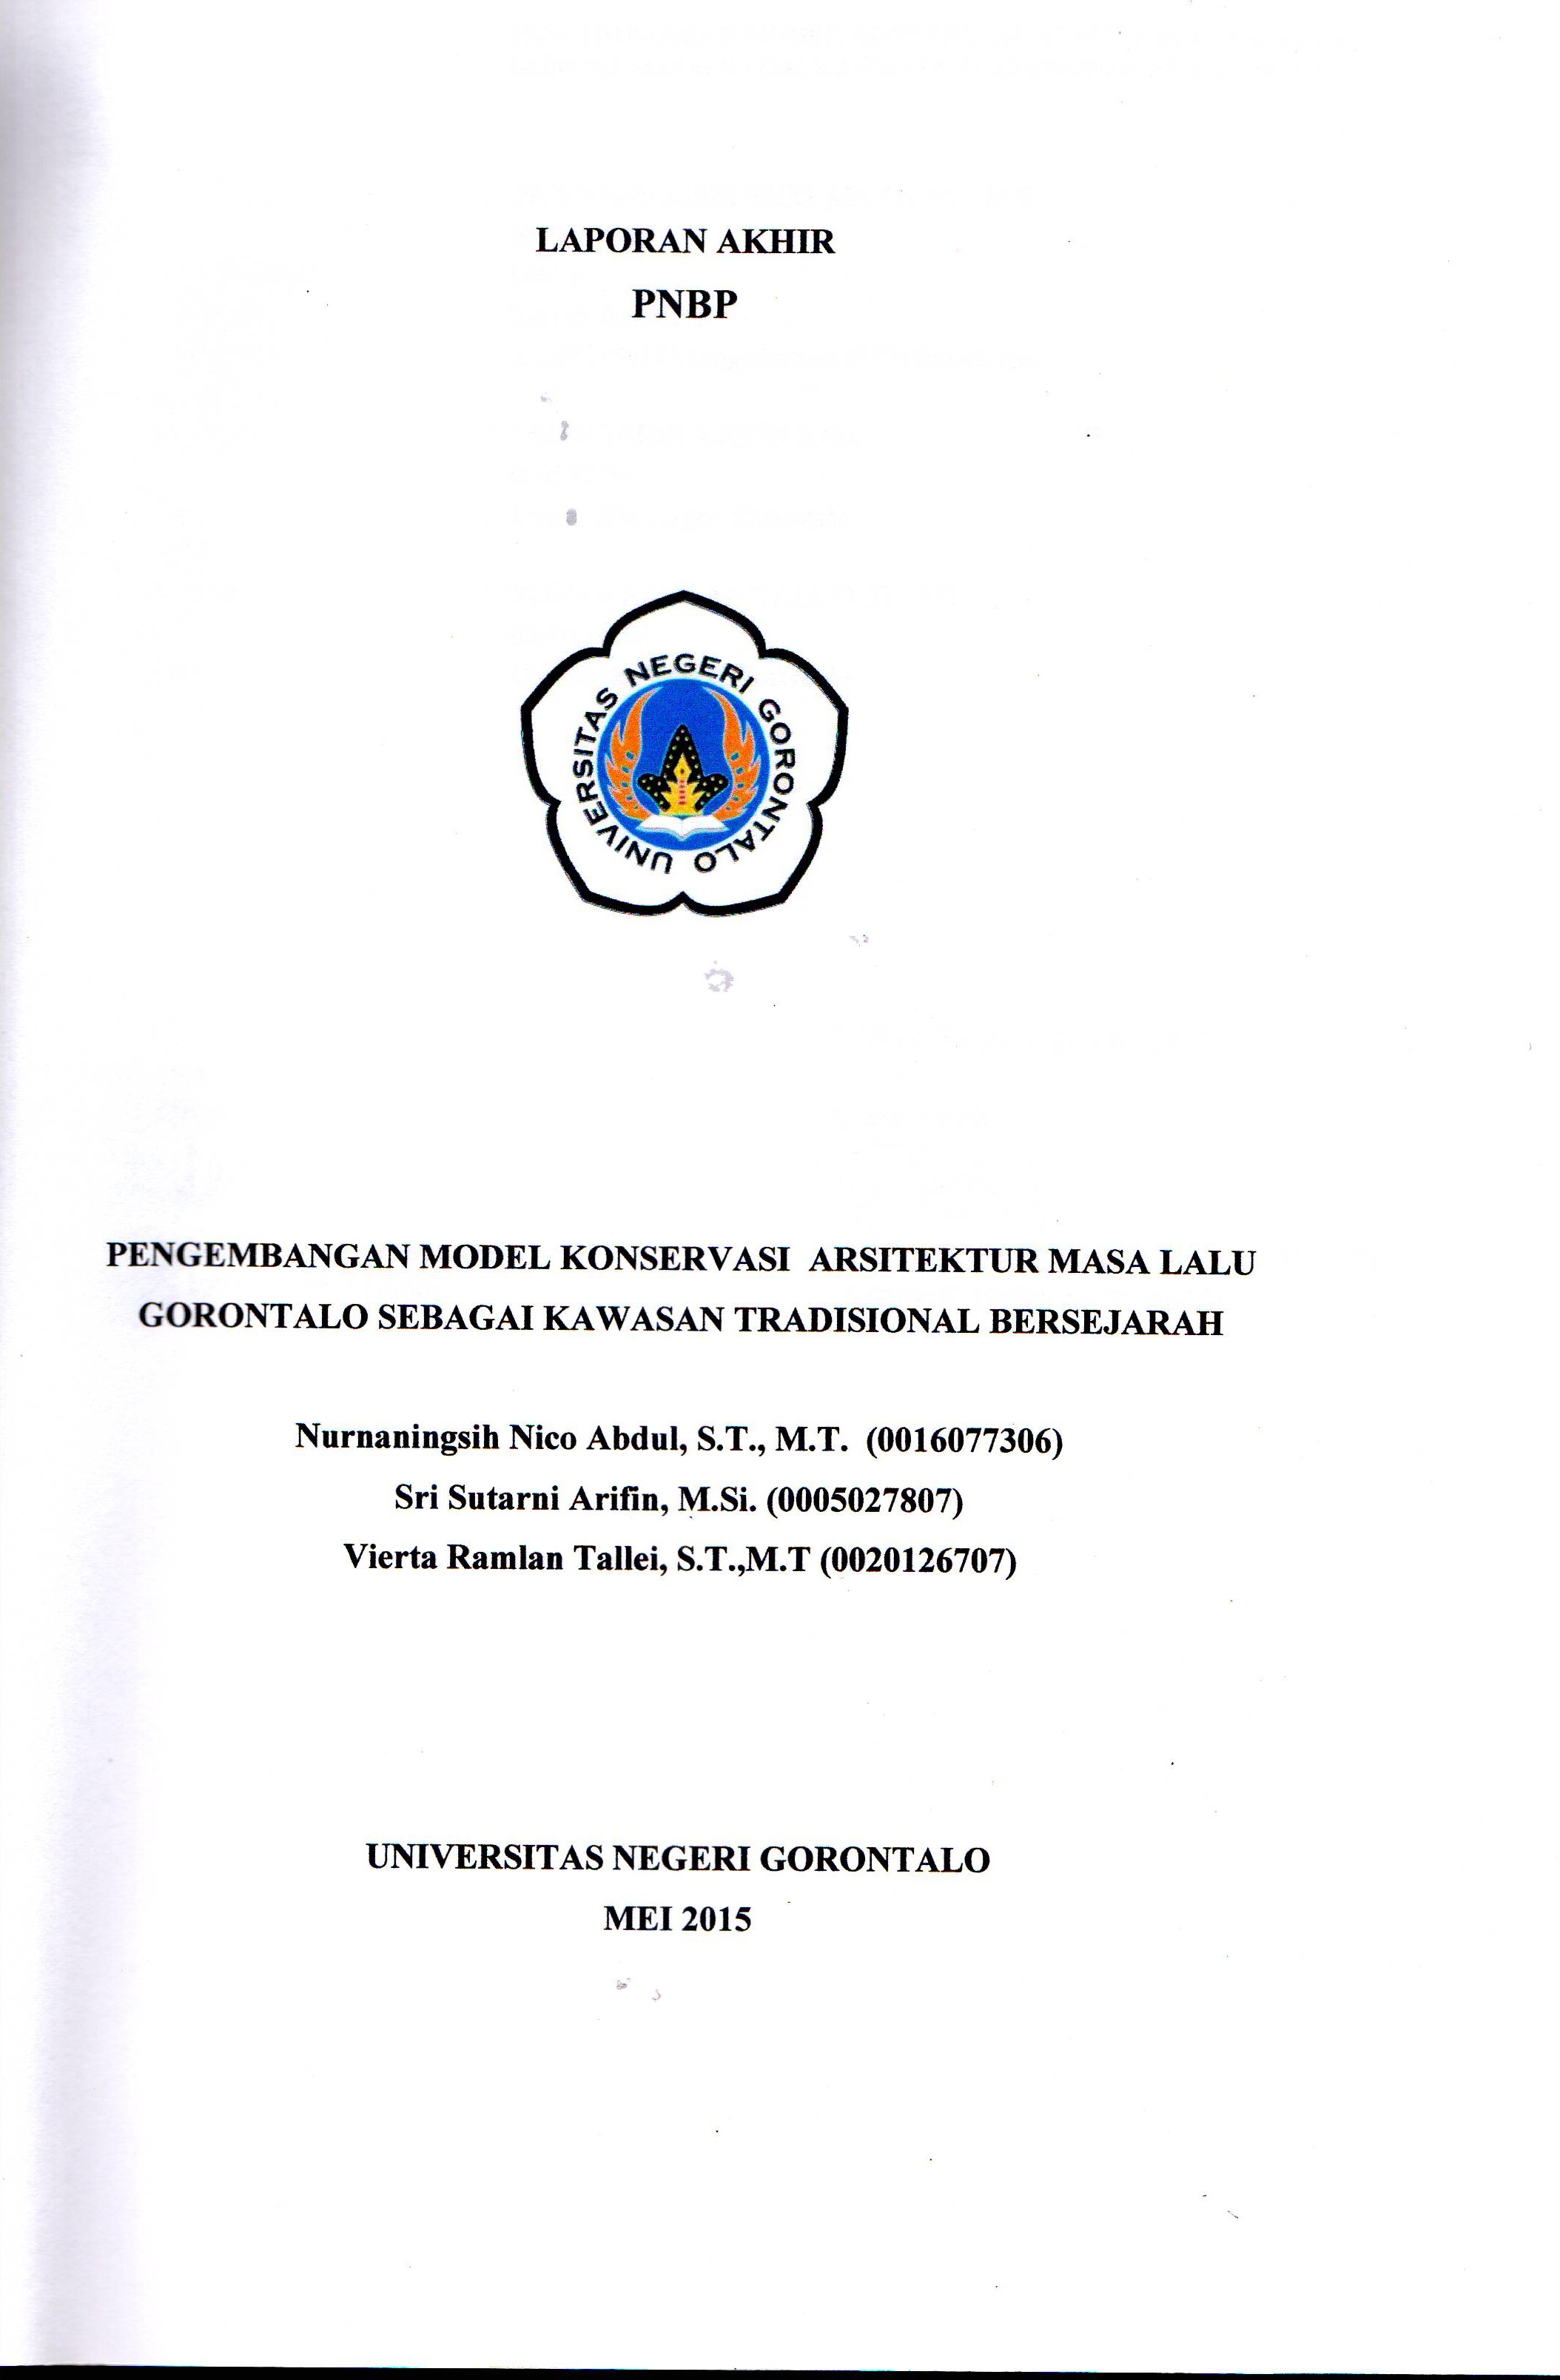 LAPORAN AKHIR
PNBP
UNIVERSITAS NEGERI GORONTALO
PENGEMBANGAN MODEL KONSERVASI ARSITEKTUR MASA LALU
GORONTALO SEBAGAI KAWASAN TRADISIONAL BERSEJARAH
Nurnaningsih Nico Abdul, S.T., M.T. (0016077306)
Sri Sutarni Arifin, M.Si. (0005027807)
Vierta Ramlan Tallei, S.T.,M.T (0020126707)
UNIVERSITAS NEGERI GORONTALO
MEI 2015